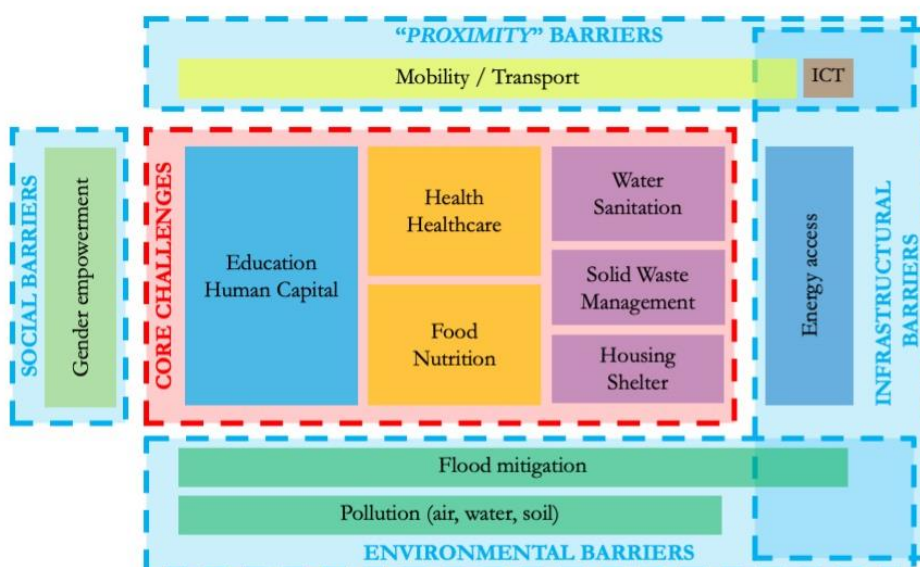 “PROXIMITY” BARRIERS
Mobility / Transport
ICT
SOCIAL BARRIERS
Gender empowerment
CORE CHALLENGES
Education
Human Capital
Health
Healthcare
Food
Nutrition
Water
Sanitation
Solid Waste
Management
Housing
Shelter
Energy access
INFRASTRUCTURAL
BARRIERS
Flood mitigation
Pollution (air, water, soil)
ENVIRONMENTAL BARRIERS